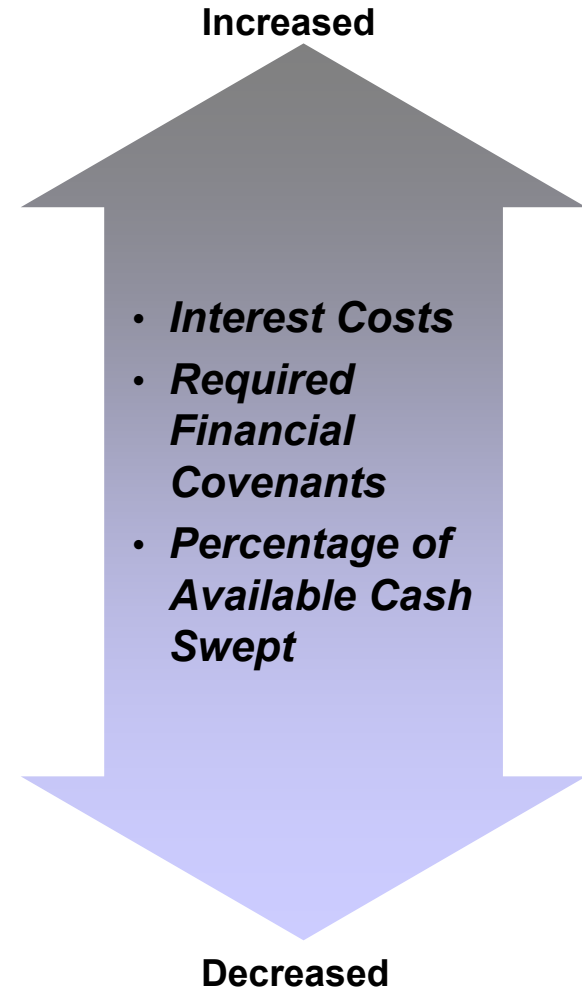 Increased
• Interest Costs
• Required
Financial
Covenants
• Percentage of
Available Cash
Swept
Decreased